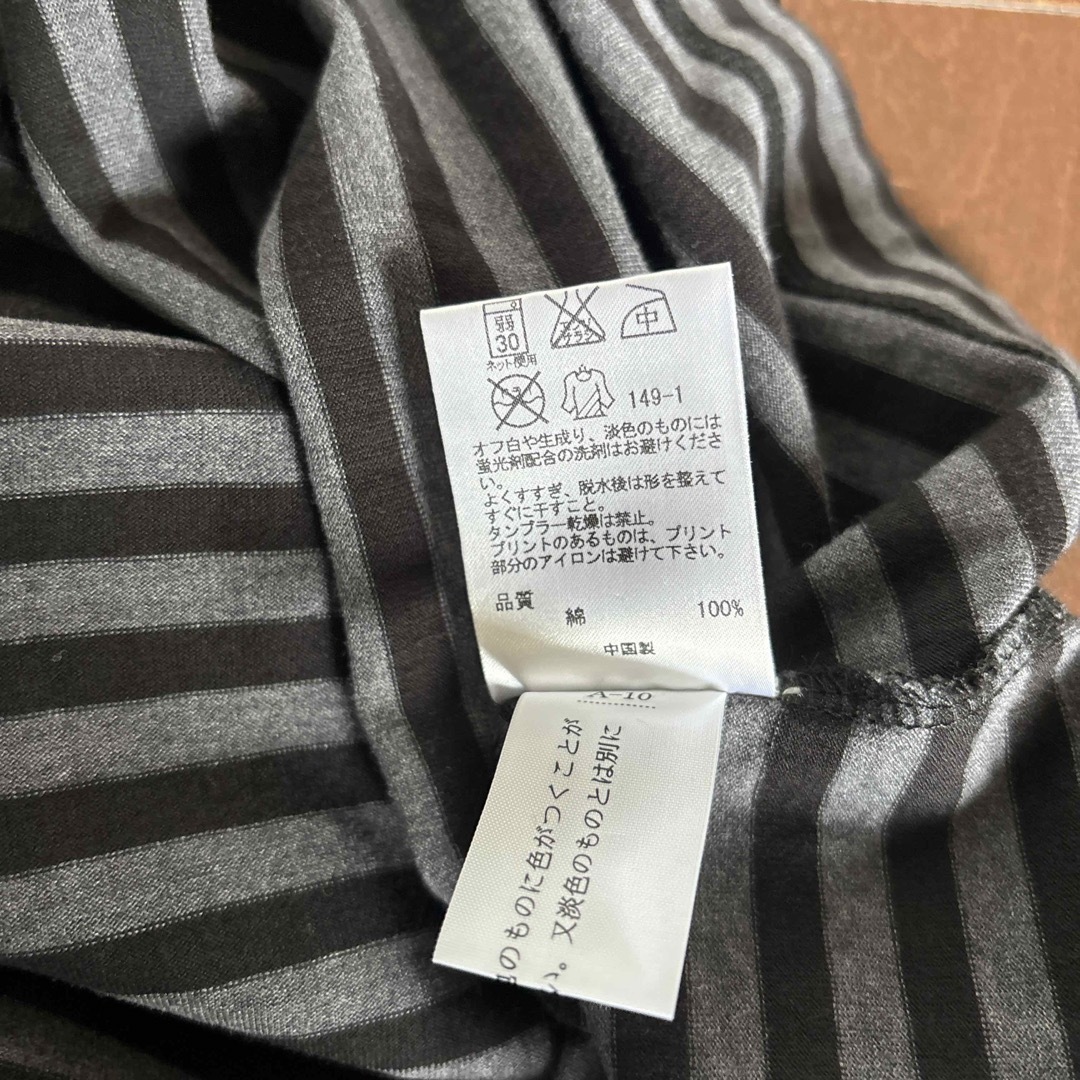 弱
30
エンソ
サラシ
中
ネット使用
149-1
オフ白や生成り、淡色のものには
蛍光剤配合の洗剤はお避けくださ
い。
よくすすぎ、脱水後は形を整えて
すぐに干すこと。
タンブラー乾燥は禁止。
プリントのあるものは、プリント
部分のアイロンは避けて下さい。
品質 綿 100%
中国製
A-10
のものに色がつくことが
い。又淡色のものとは別に